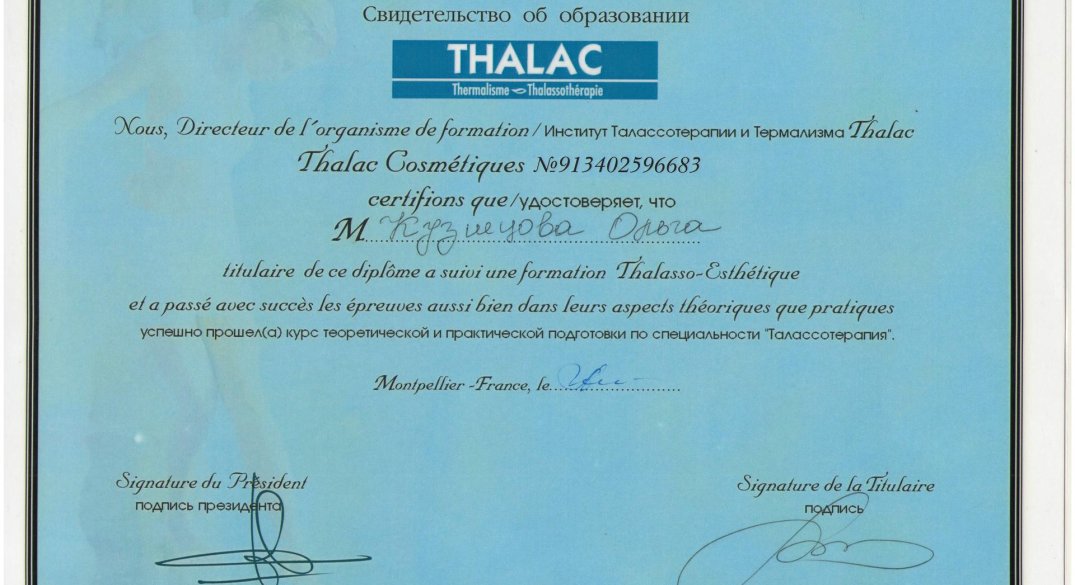 Свидетельство об образовании
THALAC
Thermalisme Thalassothérapie
Nous, Directeur de l'organisme de formation / Институт Талассотерапии и Термализма Thalac
Thalac Cosmétiques №913402596683
certifions que/удостоверяет, что
M Кузнецова Ольга
titulaire de ce diplôme a suivi une formation Thalasso-Esthétique
et a passé avec succès les épreuves aussi bien dans leurs aspects théoriques que pratiques
успешно прошел(а) курс теоретической и практической подготовки по специальности "Талассотерапия".
Montpellier -France, le
Signature du Président
Signature de la Titulaire
подпись президента
подпись